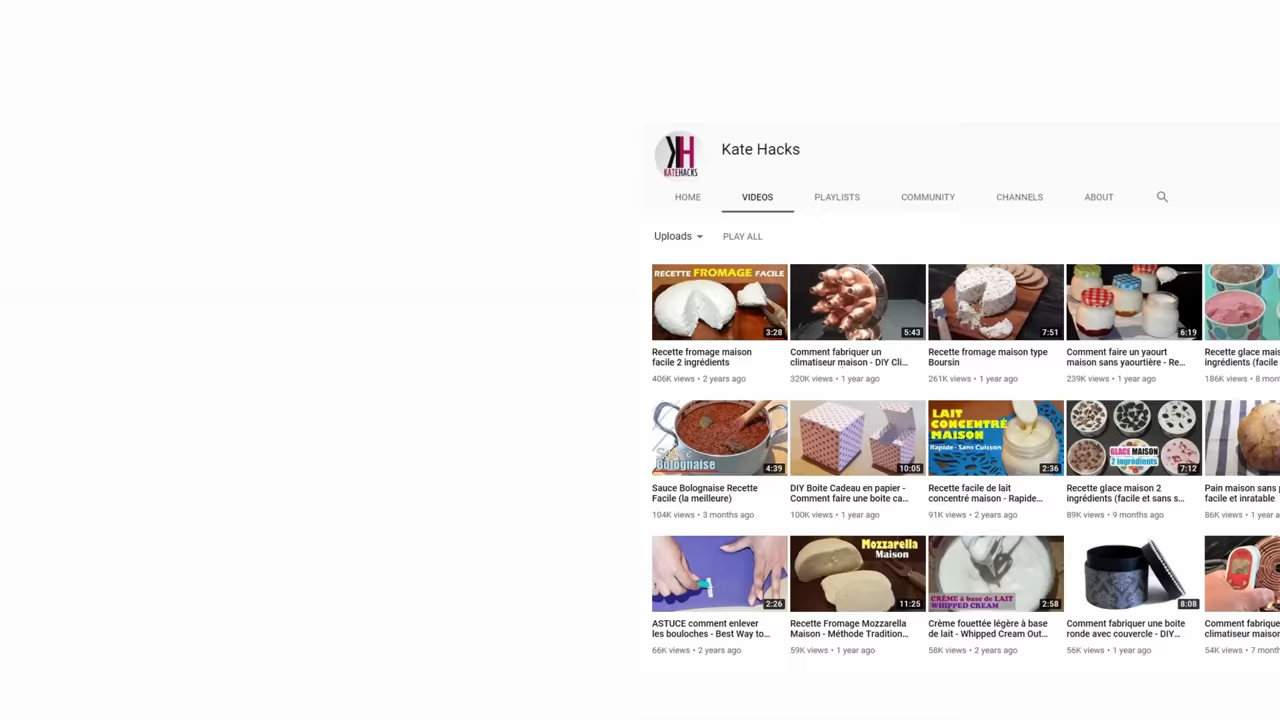 KH
KATEHACKS
Kate Hacks
HOME VIDEOS PLAYLISTS COMMUNITY CHANNELS ABOUT
Uploads PLAY ALL
RECETTE FROMAGE FACILE
3:28
5:43
7:51
6:19
Recette fromage maison
facile 2 ingrédients
406K views • 2 years ago
Comment fabriquer un
climatiseur maison - DIY Cli...
320K views • 1 year ago
Recette fromage maison type
Boursin
261K views • 1 year ago
Comment faire un yaourt
maison sans yaourtière - Re...
239K views • 1 year ago
Recette glace mais
ingrédients (facile
186K views • 8 mon
Sauce
Bolognaise
4:39
10:05
LAIT
CONCENTRÉ
MAISON
Rapide - Sans Cuisson
2:36
GLACE MAISON
2 Ingrédients
7:12
Sauce Bolognaise Recette
Facile (la meilleure)
104K views • 3 months ago
DIY Boite Cadeau en papier -
Comment faire une boite ca...
100K views • 1 year ago
Recette facile de lait
concentré maison - Rapide...
91K views • 2 years ago
Recette glace maison 2
ingrédients (facile et sans s...
89K views • 9 months ago
Pain maison sans
facile et inratable
86K views • 1 year a
2:26
Mozzarella
Maison
11:25
CRÈME à base de LAIT
WHIPPED CREAM
2:58
8:08
ASTUCE comment enlever
les bouloches - Best Way to...
66K views • 2 years ago
Recette Fromage Mozzarella
Maison - Méthode Tradition...
59K views • 1 year ago
Crème fouettée légère à base
de lait - Whipped Cream Out...
58K views • 2 years ago
Comment fabriquer une boite
ronde avec couvercle - DIY...
56K views • 1 year ago
Comment fabrique
climatiseur maison
54K views • 7 month